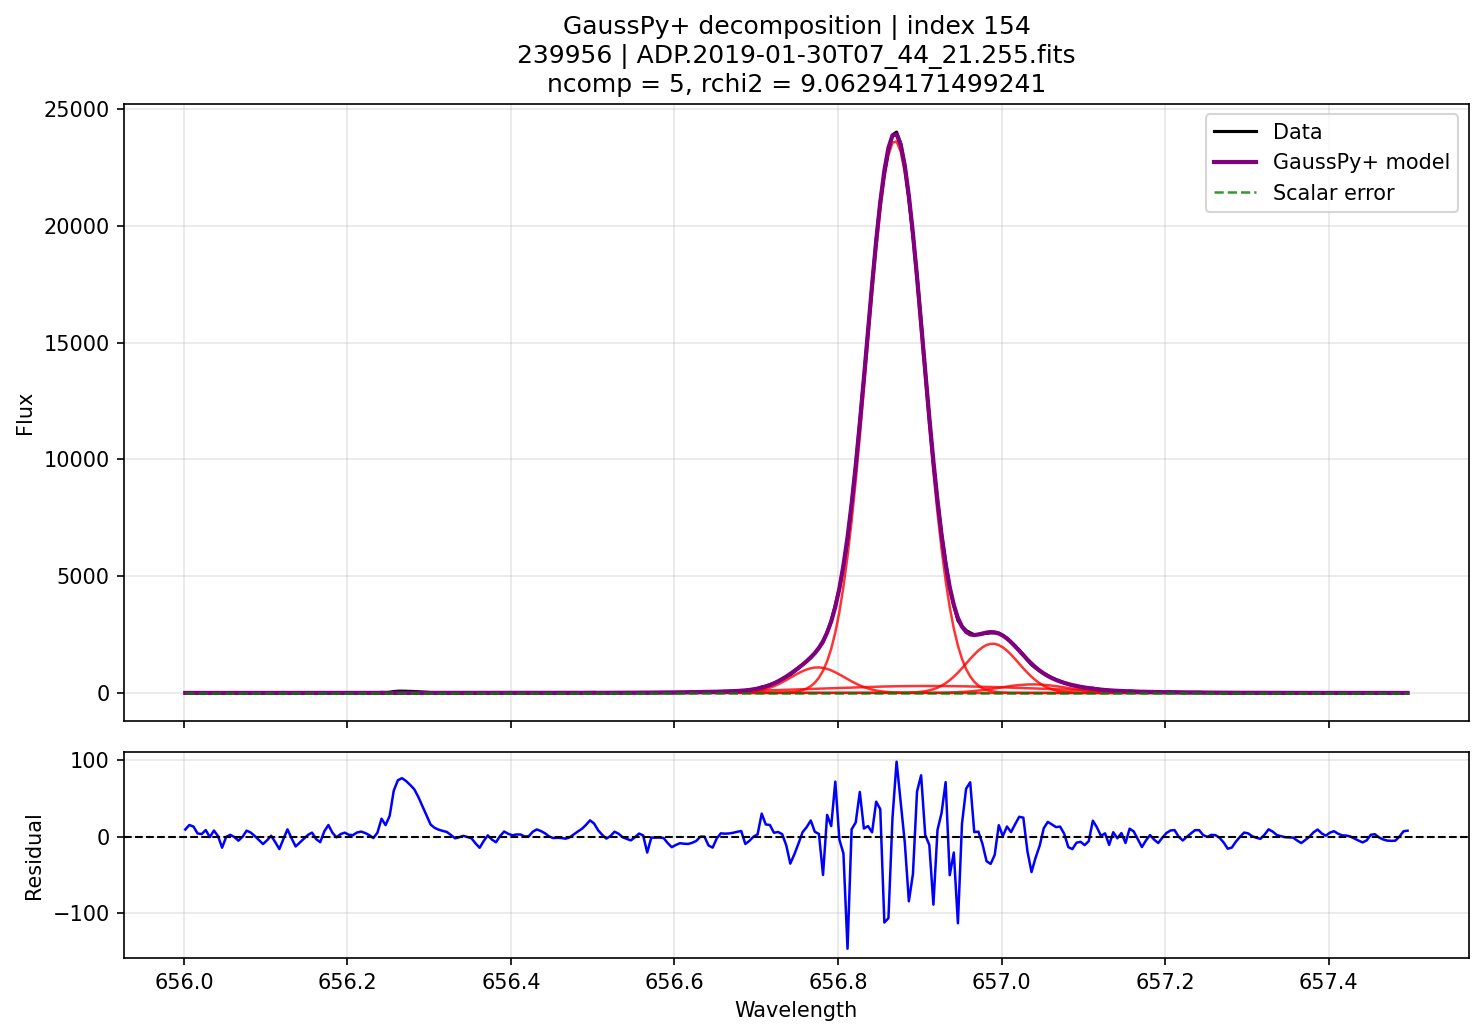 GaussPy+ decomposition | index 154
239956 | ADP.2019-01-30T07_44_21.255.fits
ncomp = 5, rchi2 = 9.06294171499241
25000
20000
15000
10000
5000
0
Flux
Data
GaussPy+ model
Scalar error
100
0
−100
Residual
656.0
656.2
656.4
656.6
656.8
657.0
657.2
657.4
Wavelength